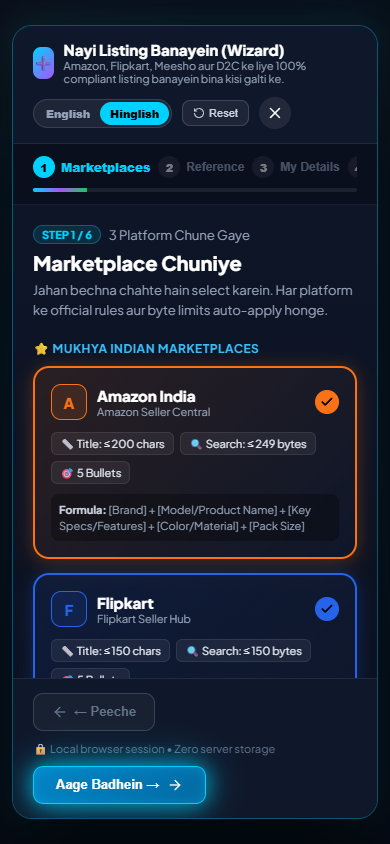 Nayi Listing Banayein (Wizard)
Amazon, Flipkart, Meesho aur D2C ke liye 100%
compliant listing banayein bina kisi galti ke.
English
Hinglish
Reset
1 Marketplaces 2 Reference 3 My Details
STEP 1 / 6 3 Platform Chune Gaye
Marketplace Chuniye
Jahan bechna chahte hain select karein. Har platform
ke official rules aur byte limits auto-apply honge.
⭐ MUKHYA INDIAN MARKETPLACES
A Amazon India
Amazon Seller Central
Title: ≤200 chars
Search: ≤249 bytes
5 Bullets
Formula: [Brand] + [Model/Product Name] + [Key
Specs/Features] + [Color/Material] + [Pack Size]
F Flipkart
Flipkart Seller Hub
Title: ≤150 chars
Search: ≤150 bytes
5 Bullets
← ← Peeche
🔒 Local browser session • Zero server storage
Aage Badhein → →